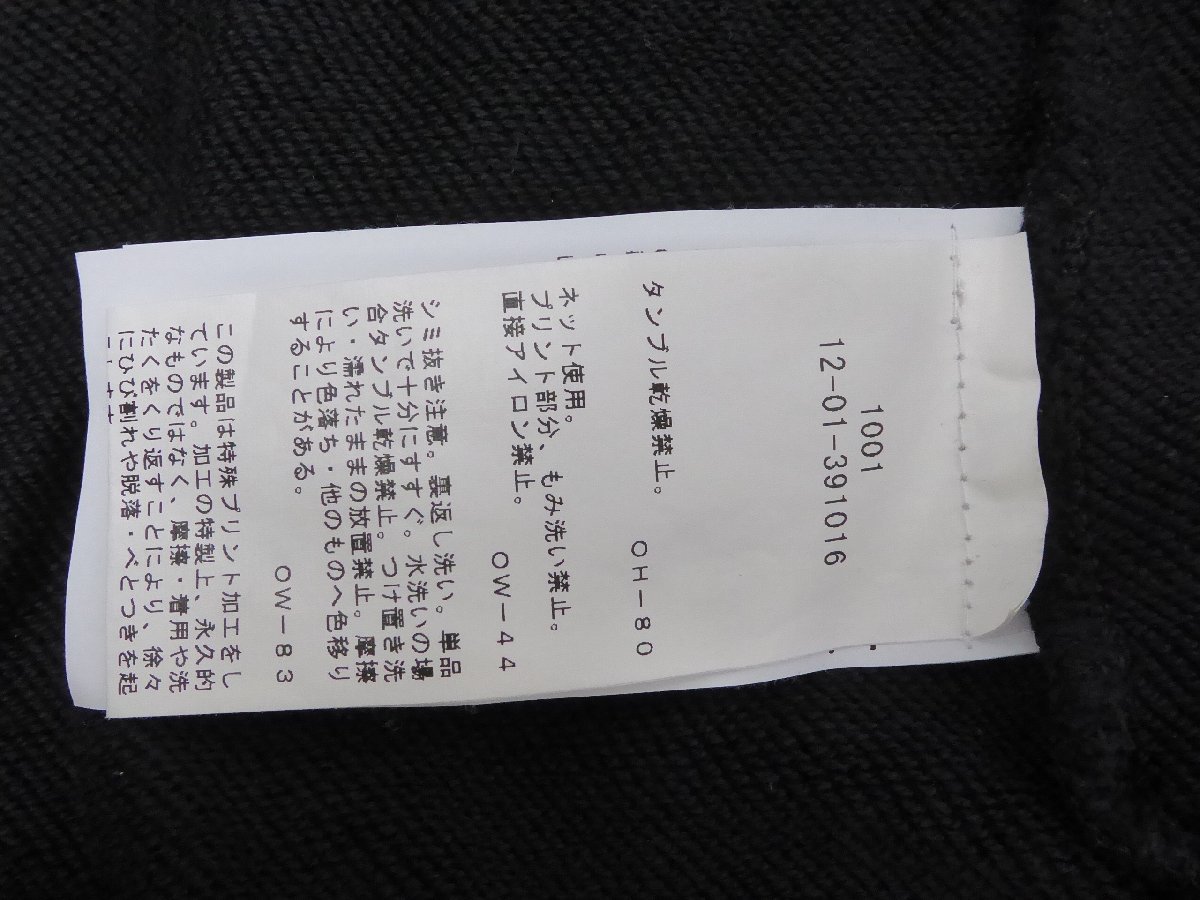 1001
12-01-391016
タンブル乾燥禁止。
OH-80
ネット使用。
プリント部分、もみ洗い禁止。
直接アイロン禁止。
OW-44
シミ抜き注意。裏返し洗い。単品
洗いで十分にすすぐ。水洗いの場
合タンブル乾燥禁止。つけ置き洗
い・濡れたままの放置禁止。摩擦
により色落ち・他のものへ色移り
することがある。
OW-83
この製品は特殊プリント加工をし
ています。加工の特製上、永久的
なものではなく、摩擦・着用や洗
たくをくり返すことにより、徐々
にひび割れや脱落・べとつきを起